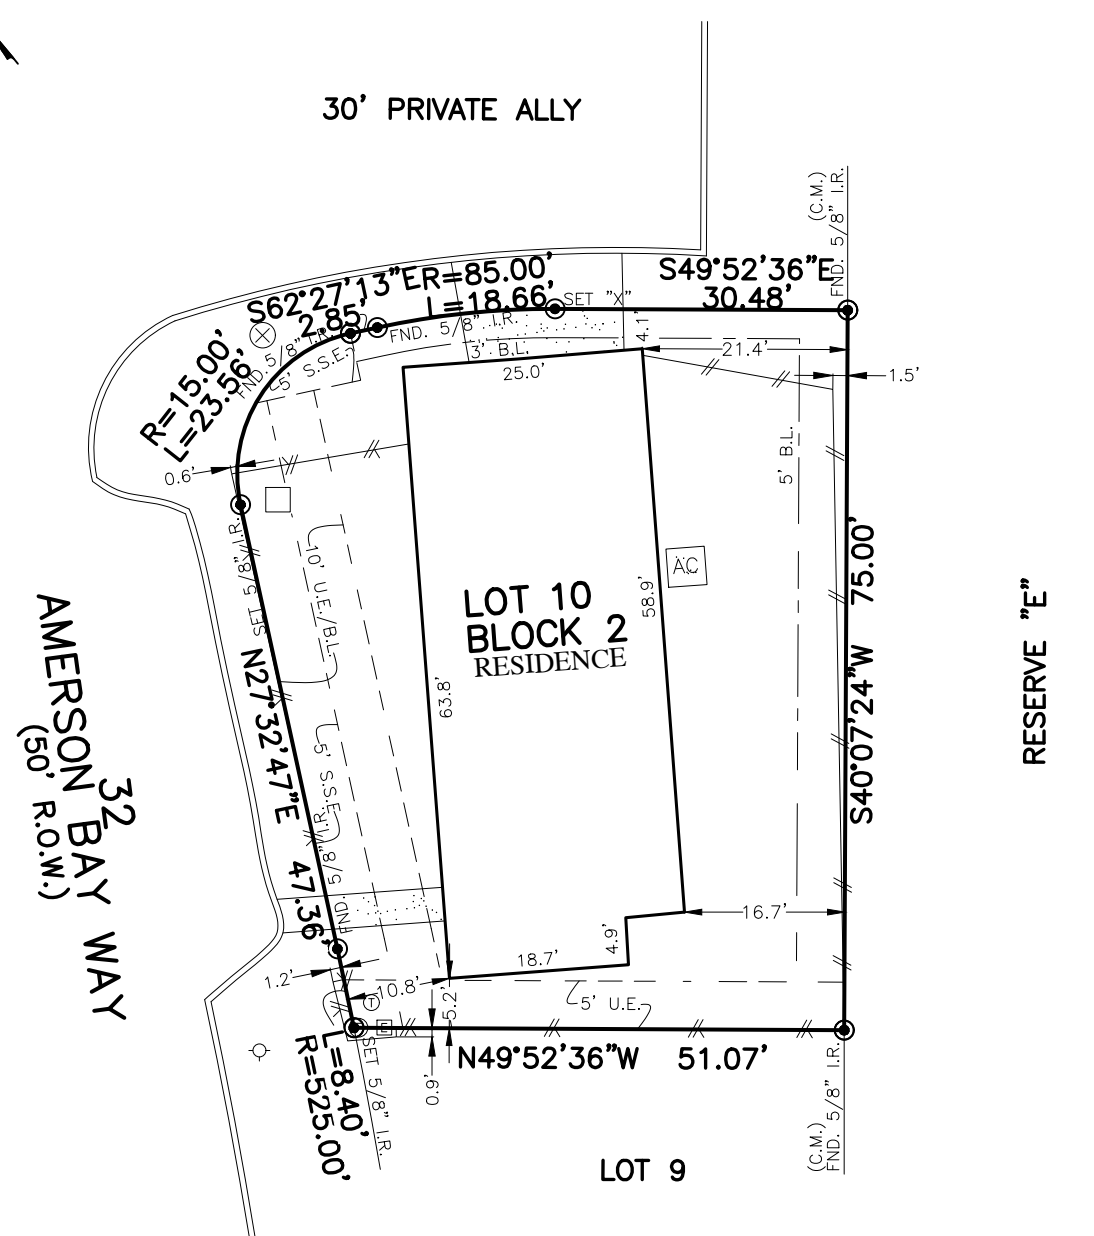 30' PRIVATE ALLY
(C.M.)
FND. 5/8" I.R.
S62°27'13"E
2.85'
R=85.00'
L=18.66'
SET "X"
S49°52'36"E
30.48'
FND. 5/8" I.R.
FND. 5/8" I.R.
R=15.00'
L=23.56'
5' S.S.E.
3' B.L.
4.1'
25.0'
21.4'
1.5'
0.6'
5' B.L.
SET 5/8" I.R.
10' U.E./B.L.
AC
LOT 10
BLOCK 2
RESIDENCE
58.9'
63.8'
75.00'
S40°07'24"W
RESERVE "E"
N27°32'47"E 47.36'
5' S.S.E.
FND. 5/8" I.R.
32
AMERSON BAY WAY
(50' R.O.W.)
16.7'
4.9'
18.7'
1.2'
10.8'
5.2'
T
E
5' U.E.
N49°52'36"W 51.07'
0.9'
L=8.40'
R=525.00'
SET 5/8" I.R.
(C.M.)
FND. 5/8" I.R.
LOT 9